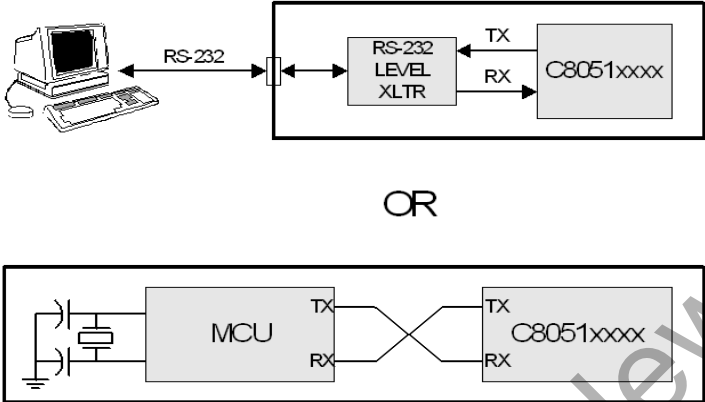 RS-232
RS-232
LEVEL
XLTR
TX
RX
C8051xxxx
OR
MCU
TX
RX
TX
RX
C8051xxxx